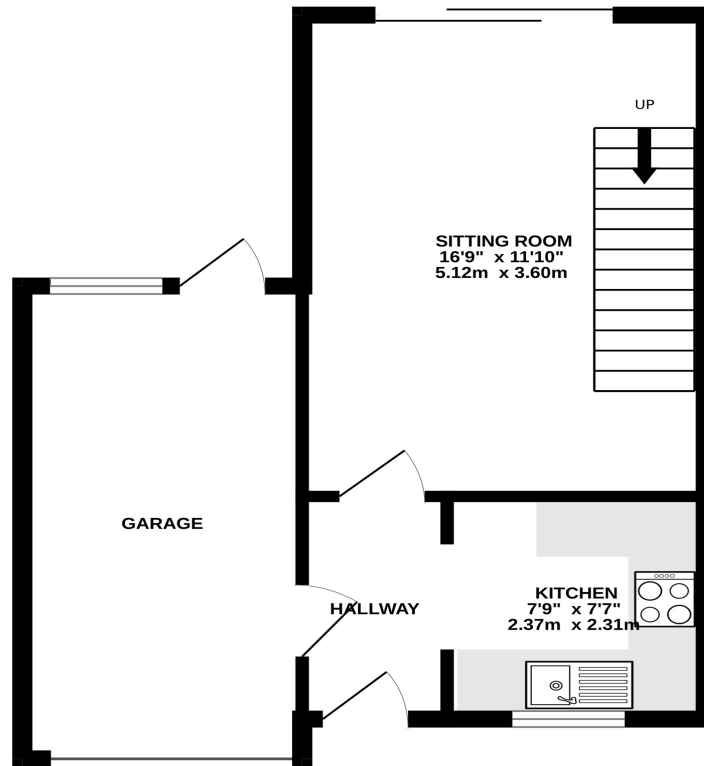 UP
SITTING ROOM
16'9" x 11'10"
5.12m x 3.60m
GARAGE
HALLWAY
KITCHEN
7'9" x 7'7"
2.37m x 2.31m